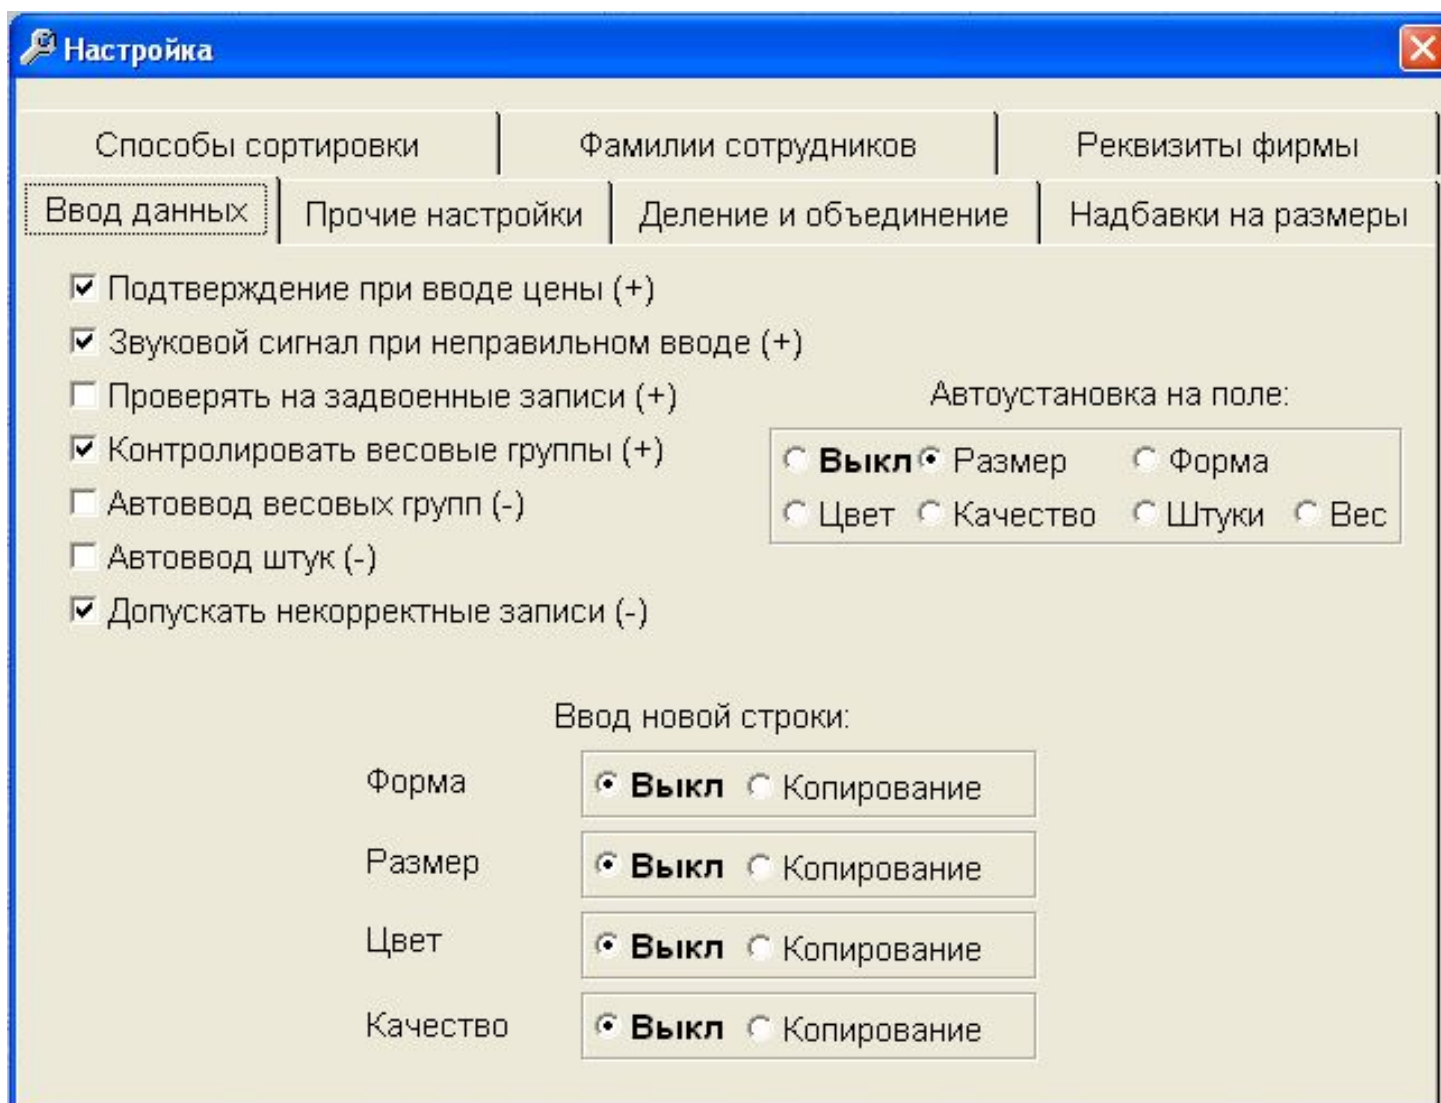 Настройка
Способы сортировки
Фамилии сотрудников
Реквизиты фирмы
Ввод данных
Прочие настройки
Деление и объединение
Надбавки на размеры
Подтверждение при вводе цены (+)
Звуковой сигнал при неправильном вводе (+)
Проверять на задвоенные записи (+)
Контролировать весовые группы (+)
Автоввод весовых групп (-)
Автоввод штук (-)
Допускать некорректные записи (-)
Автоустановка на поле:
Выкл Размер Форма
Цвет Качество Штуки Вес
Ввод новой строки:
Форма Выкл Копирование
Размер Выкл Копирование
Цвет Выкл Копирование
Качество Выкл Копирование